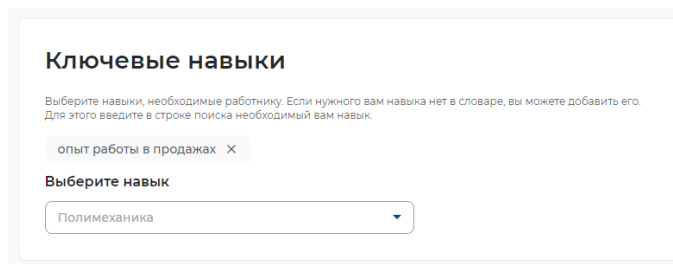 Ключевые навыки
Выберите навыки, необходимые работнику. Если нужного вам навыка нет в словаре, вы можете добавить его.
Для этого введите в строке поиска необходимый вам навык.
опыт работы в продажах ×
Выберите навык
Полимеханика